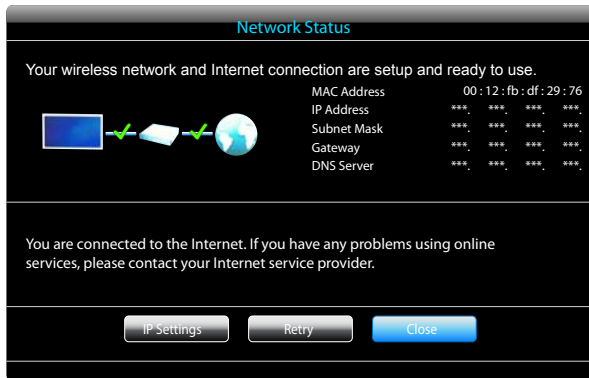 Network Status
Your wireless network and Internet connection are setup and ready to use.
MAC Address 00 : 12 : fb : df : 29 : 76
IP Address ***. ***. ***. ***.
Subnet Mask ***. ***. ***. ***.
Gateway ***. ***. ***. ***.
DNS Server ***. ***. ***. ***.
You are connected to the Internet. If you have any problems using online
services, please contact your Internet service provider.
IP Settings Retry Close